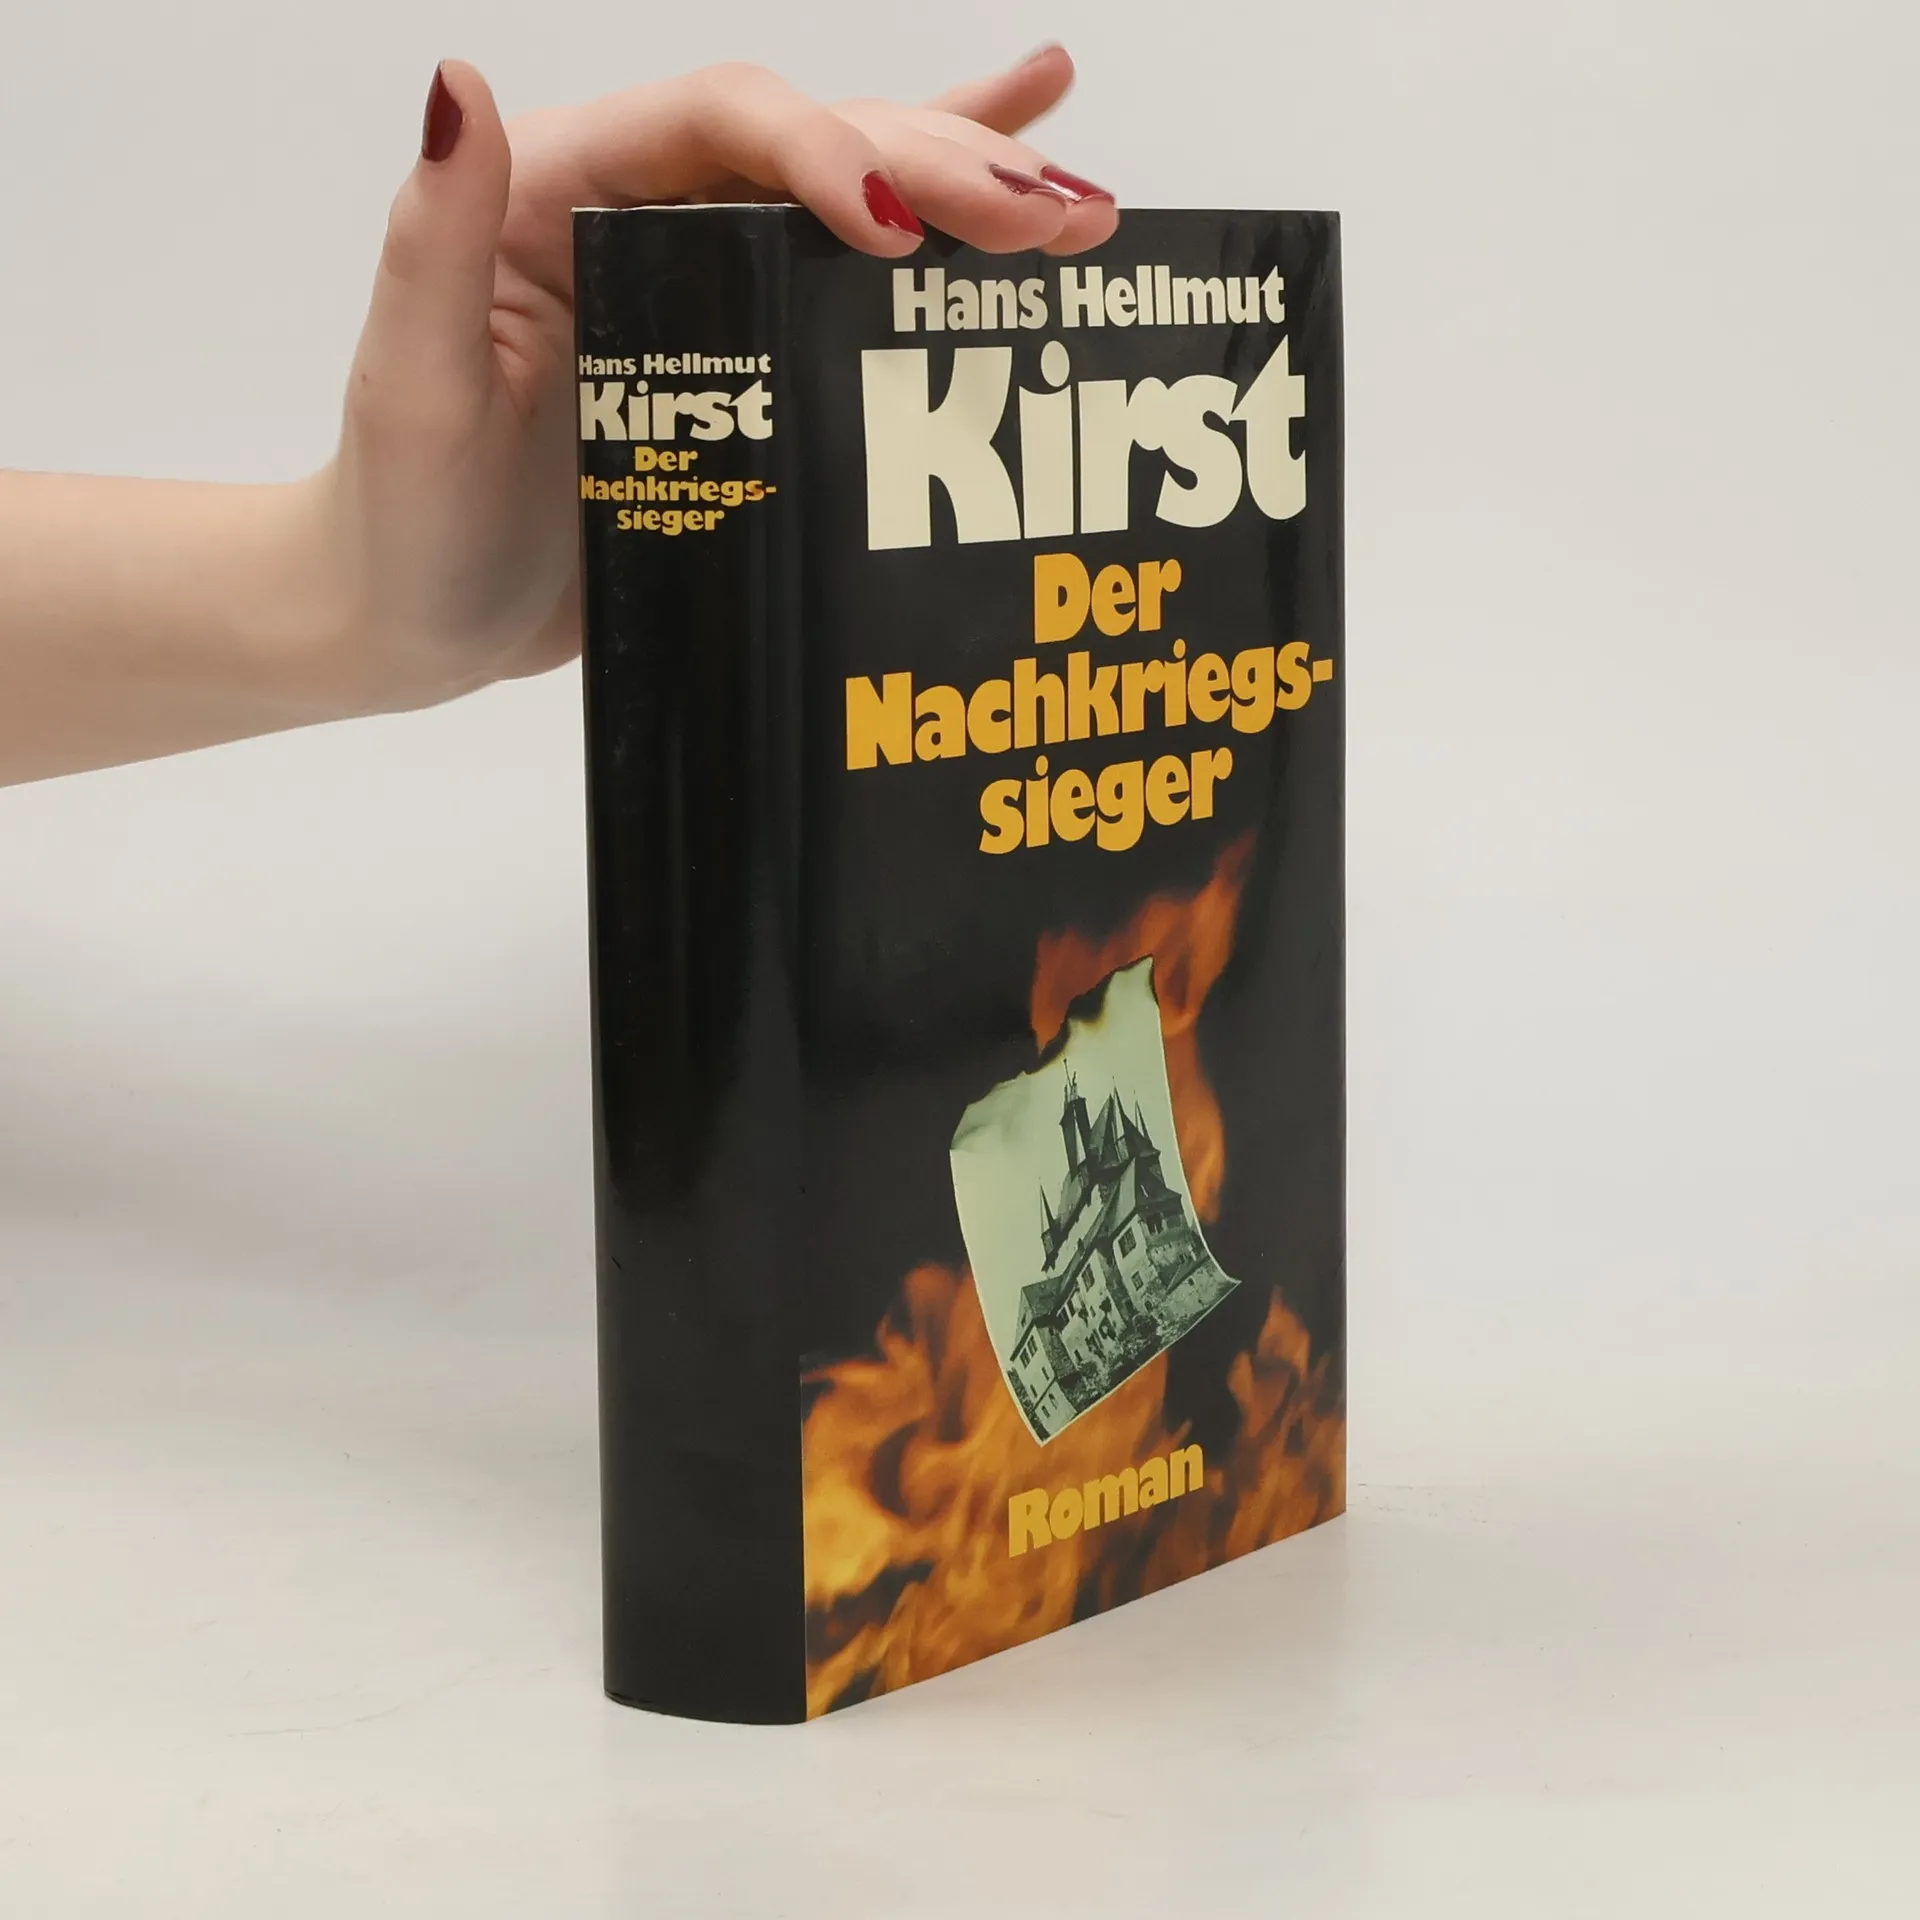 Hans Hellmut
Kirst
Der
Nachkriegs-
sieger
Hans Hellmut
Kirst
Der
Nachkriegs-
sieger
Roman